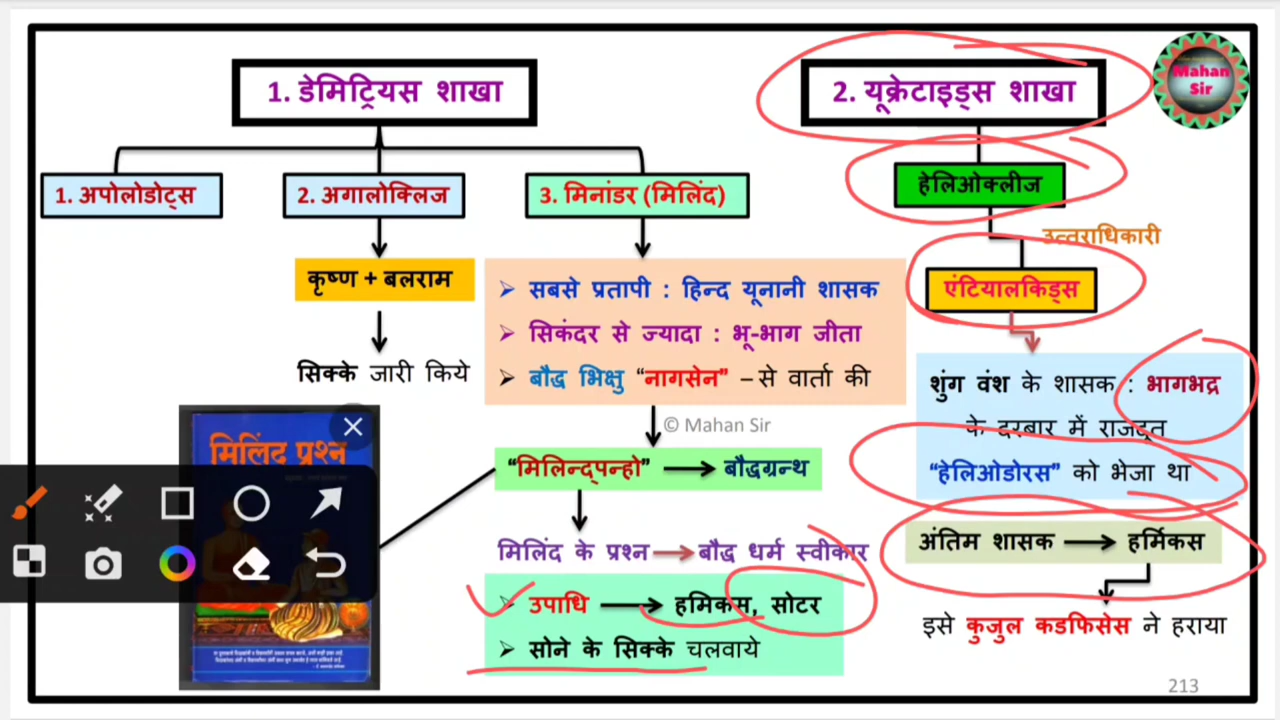 1. डेमिट्रियस शाखा
2. यूक्रेटाइड्स शाखा
Mahan
Sir
1. अपोलोडोट्स
2. अगालोक्लिज
3. मिनांडर (मिलिंद)
हेलिओक्लीज
उत्तराधिकारी
कृष्ण + बलराम
सिक्के जारी किये
➢ सबसे प्रतापी : हिन्द यूनानी शासक
➢ सिकंदर से ज्यादा : भू-भाग जीता
➢ बौद्ध भिक्षु “नागसेन” – से वार्ता की
एंटियालकिड्स
शुंग वंश के शासक : भागभद्र
के दरबार में राजदूत
“हेलिओडोरस” को भेजा था
© Mahan Sir
मिलिंद प्रश्न
“मिलिन्द्पन्हो” → बौद्धग्रन्थ
मिलिंद के प्रश्न → बौद्ध धर्म स्वीकार
➢ उपाधि → हमिकस, सोटर
➢ सोने के सिक्के चलवाये
अंतिम शासक → हर्मिकस
इसे कुजुल कडफिसेस ने हराया
213